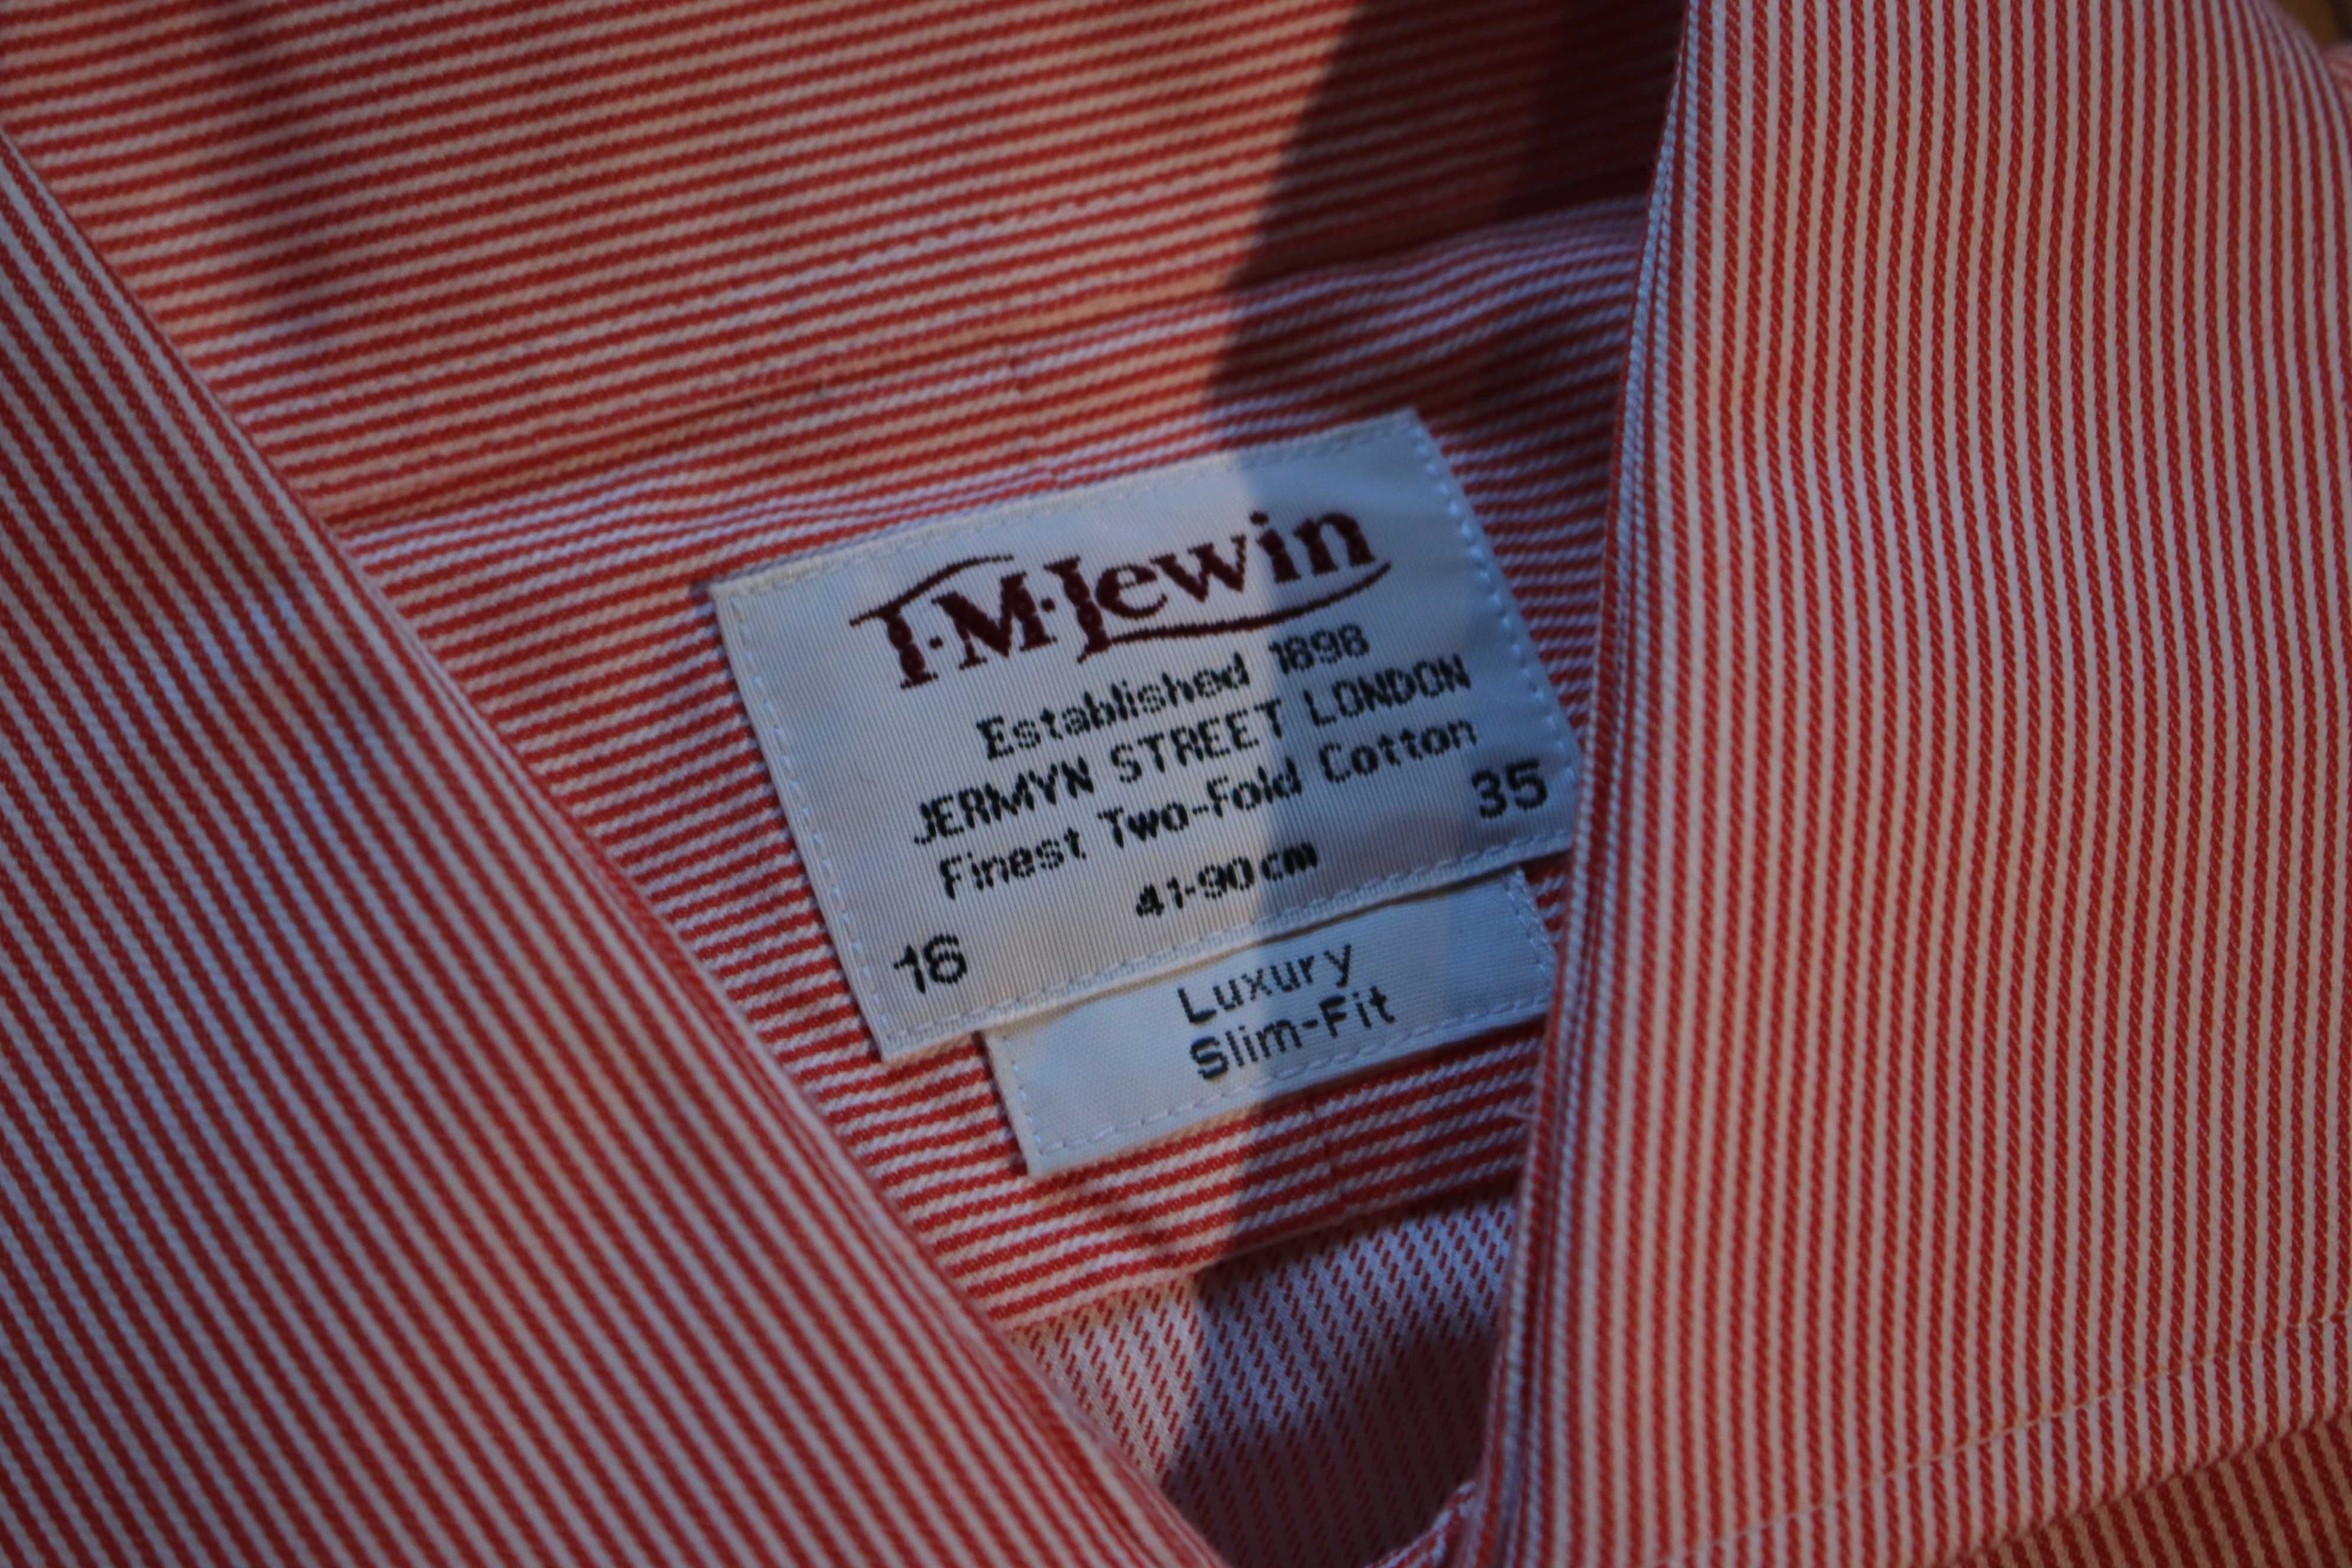 T·M·Lewin
Established 1898
JERMYN STREET LONDON
Finest Two-Fold Cotton
41-90cm
16 35
Luxury
Slim-Fit